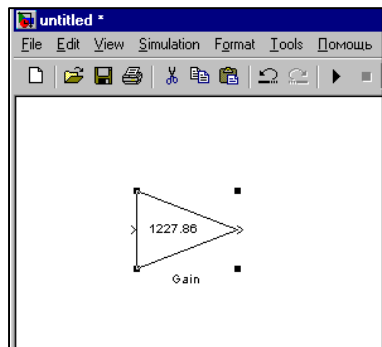 untitled *
File Edit View Simulation Format Tools Помощь
1227.86
Gain